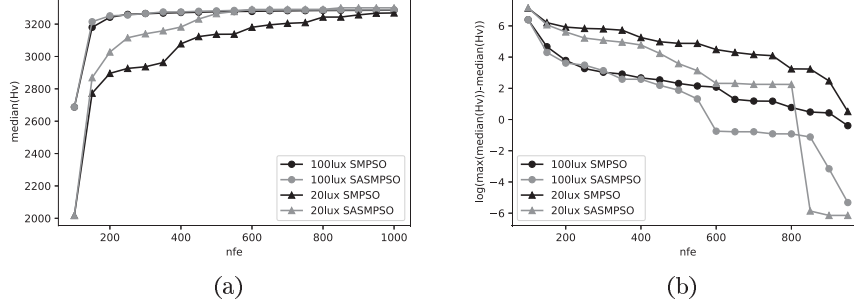 3200
3000
2800
2600
2400
2200
2000
median(Hv)
200
400
600
800
1000
nfe
100lux SMPSO
100lux SASMPSO
20lux SMPSO
20lux SASMPSO
(a)
6
4
2
0
−2
−4
−6
log(max(median(Hv))-median(Hv))
200
400
600
800
nfe
100lux SMPSO
100lux SASMPSO
20lux SMPSO
20lux SASMPSO
(b)